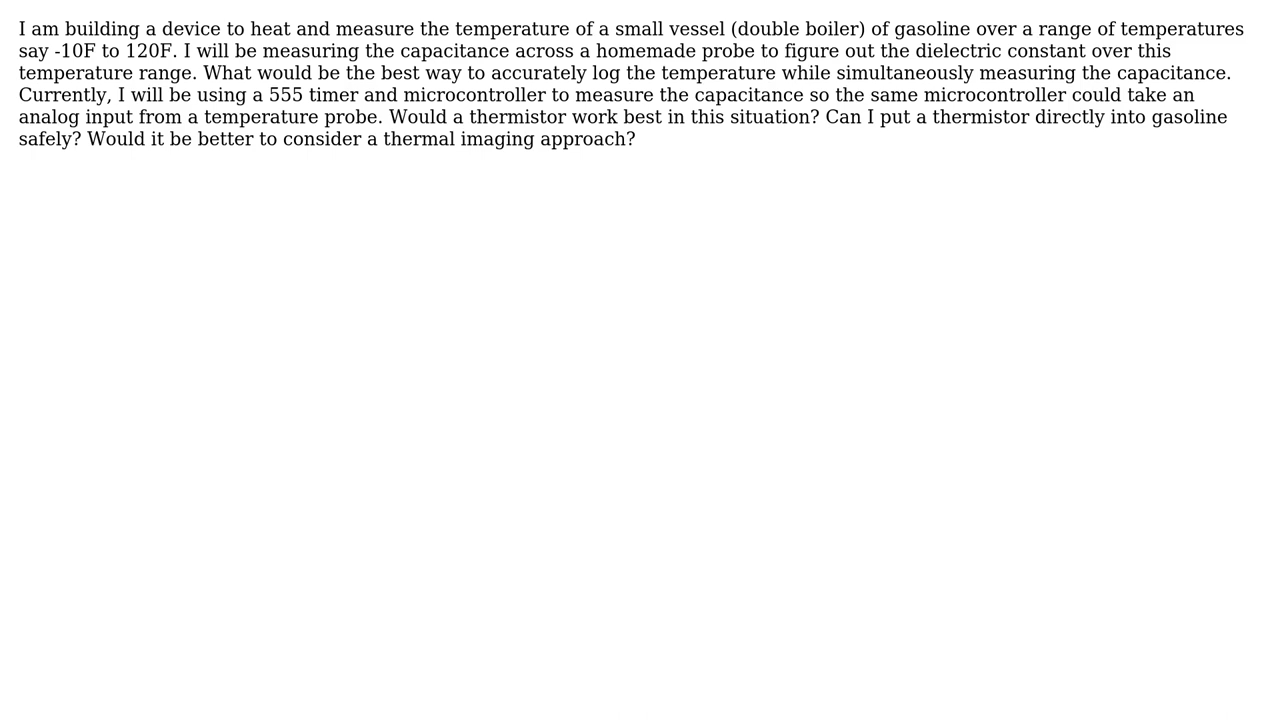 I am building a device to heat and measure the temperature of a small vessel (double boiler) of gasoline over a range of temperatures
say -10F to 120F. I will be measuring the capacitance across a homemade probe to figure out the dielectric constant over this
temperature range. What would be the best way to accurately log the temperature while simultaneously measuring the capacitance.
Currently, I will be using a 555 timer and microcontroller to measure the capacitance so the same microcontroller could take an
analog input from a temperature probe. Would a thermistor work best in this situation? Can I put a thermistor directly into gasoline
safely? Would it be better to consider a thermal imaging approach?